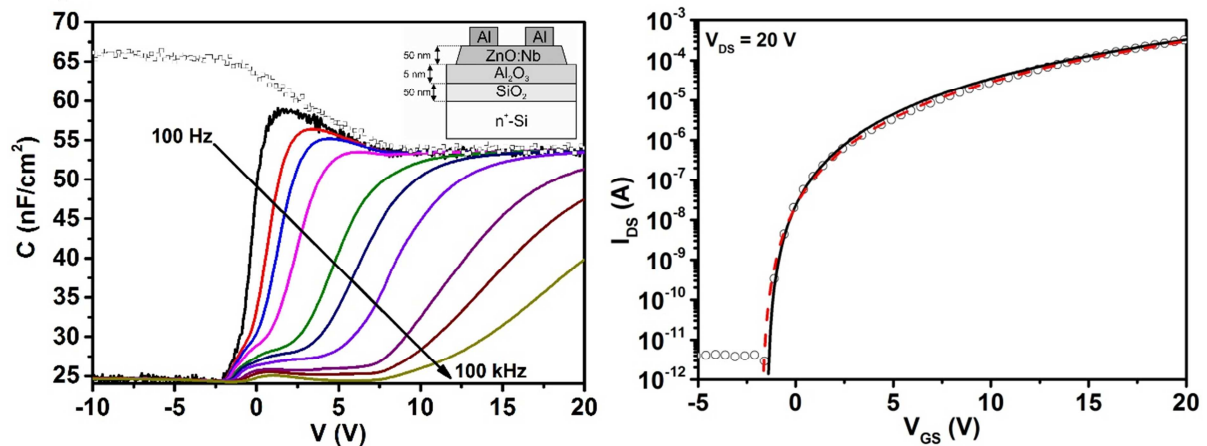 70
65
60
55
50
45
40
35
30
25
C (nF/cm²)
-10 -5 0 5 10 15 20
V (V)
100 Hz
100 kHz
Al Al
50 nm ZnO:Nb
5 nm Al₂O₃
50 nm SiO₂
n⁺-Si
10⁻³
10⁻⁴
10⁻⁵
10⁻⁶
10⁻⁷
10⁻⁸
10⁻⁹
10⁻¹⁰
10⁻¹¹
10⁻¹²
I_DS (A)
V_DS = 20 V
-5 0 5 10 15 20
V_GS (V)